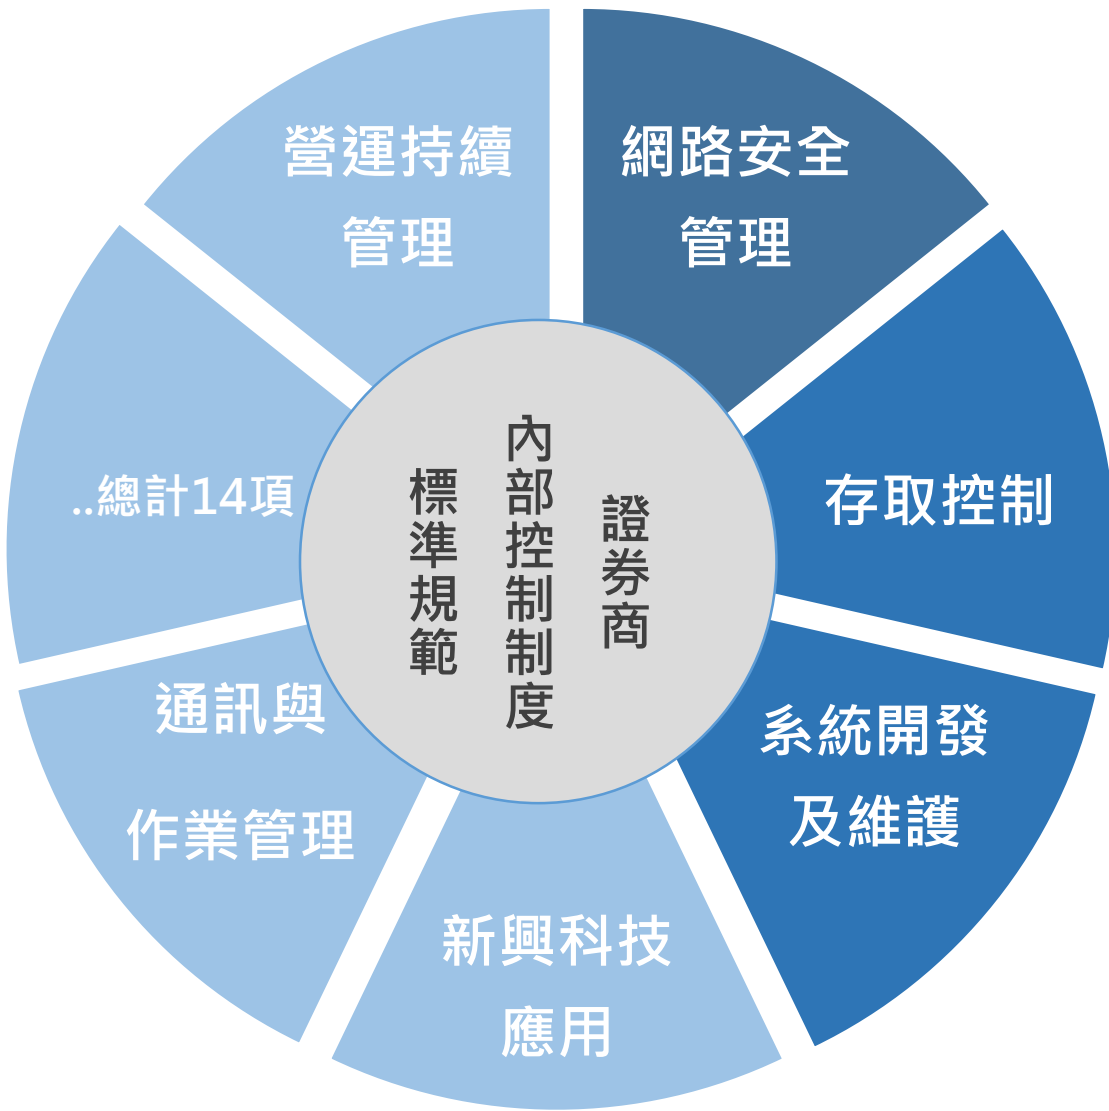 營運持續
管理
網路安全
管理
存取控制
系統開發
及維護
新興科技
應用
通訊與
作業管理
..總計14項
證券商
內部控制制度
標準規範